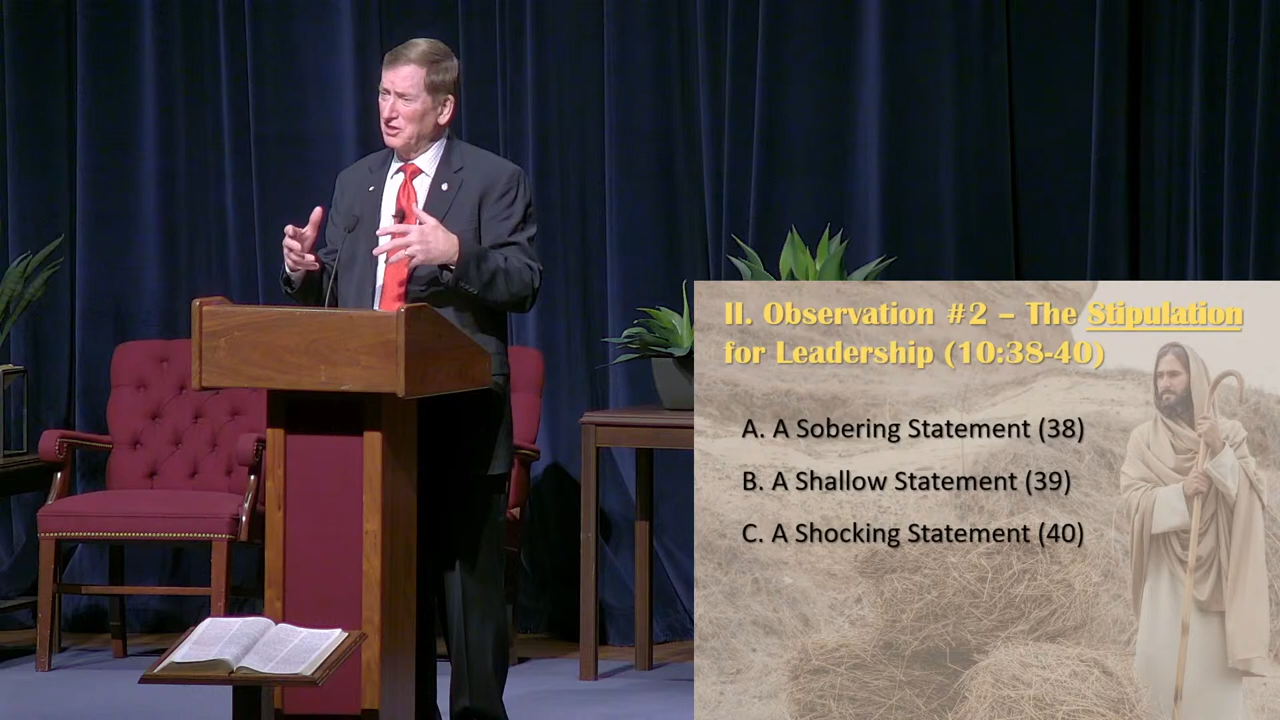 II. Observation #2 – The Stipulation
for Leadership (10:38-40)
A. A Sobering Statement (38)
B. A Shallow Statement (39)
C. A Shocking Statement (40)